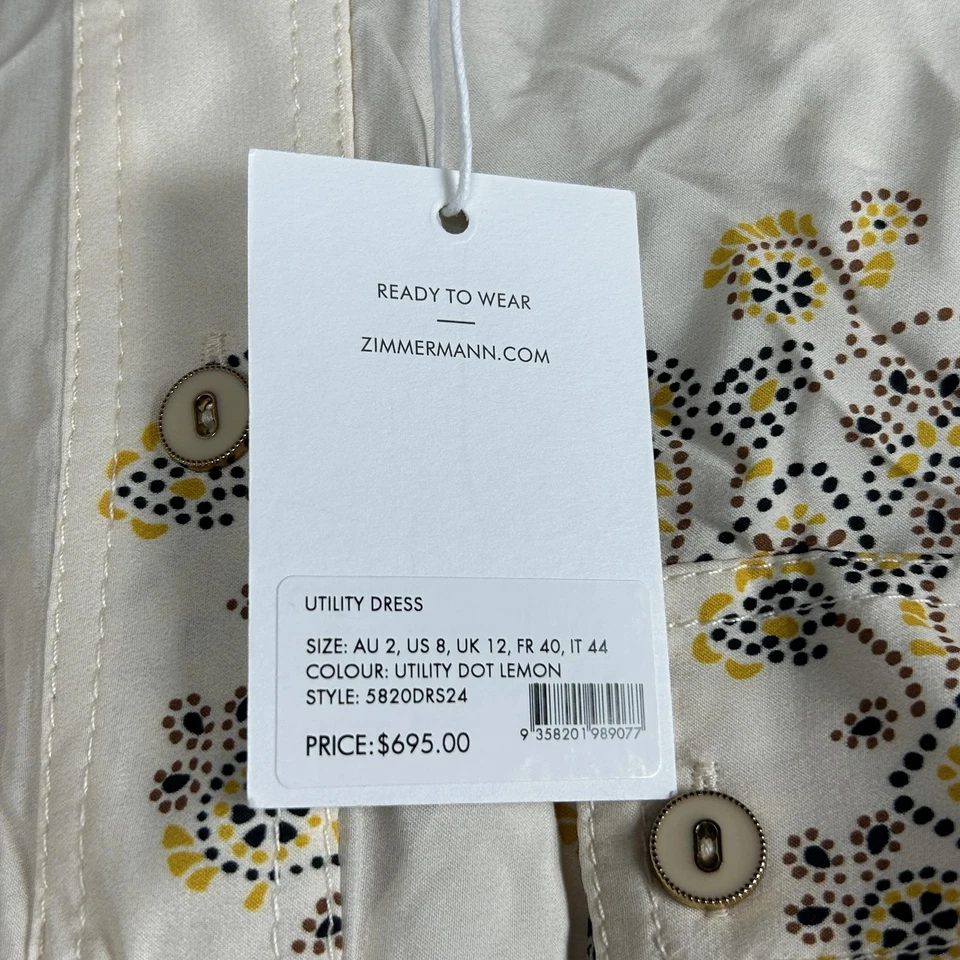 READY TO WEAR
ZIMMERMANN.COM
UTILITY DRESS
SIZE: AU 2, US 8, UK 12, FR 40, IT 44
COLOUR: UTILITY DOT LEMON
STYLE: 5820DRS24
PRICE: $695.00
9 358201 989077